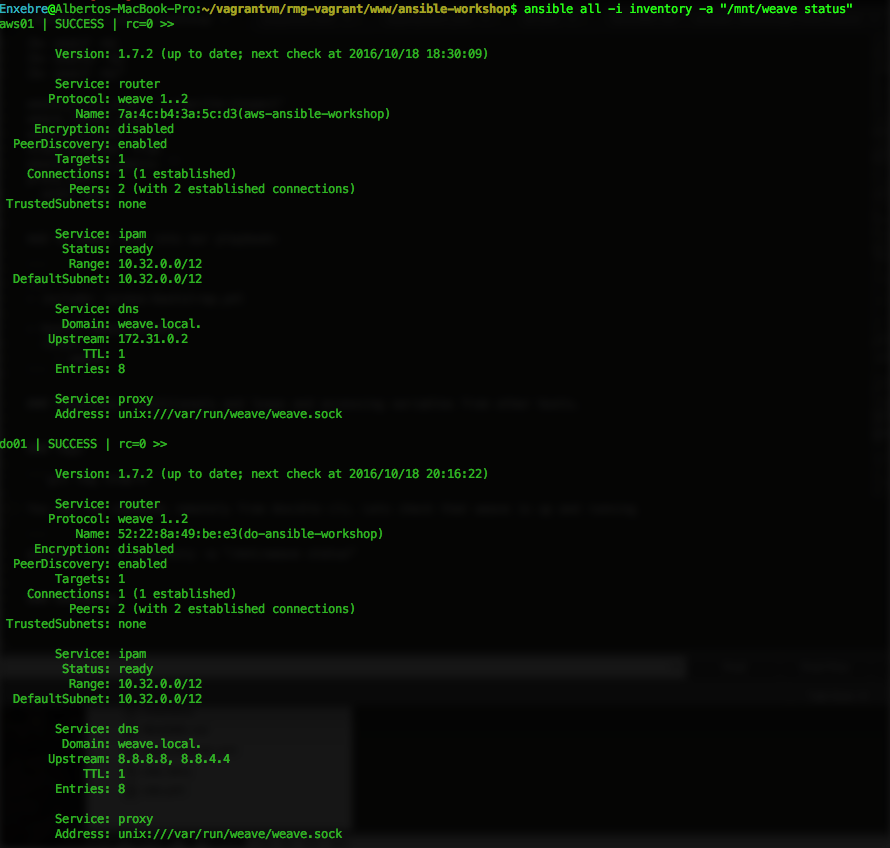 Enxebre@Albertos-MacBook-Pro:~/vagrantvm/rmg-vagrant/www/ansible-workshop$ ansible all -i inventory -a "/mnt/weave status"
aws01 | SUCCESS | rc=0 >>
Version: 1.7.2 (up to date; next check at 2016/10/18 18:30:09)
Service: router
Protocol: weave 1..2
Name: 7a:4c:b4:3a:5c:d3(aws-ansible-workshop)
Encryption: disabled
PeerDiscovery: enabled
Targets: 1
Connections: 1 (1 established)
Peers: 2 (with 2 established connections)
TrustedSubnets: none
Service: ipam
Status: ready
Range: 10.32.0.0/12
DefaultSubnet: 10.32.0.0/12
Service: dns
Domain: weave.local.
Upstream: 172.31.0.2
TTL: 1
Entries: 8
Service: proxy
Address: unix:///var/run/weave/weave.sock
do01 | SUCCESS | rc=0 >>
Version: 1.7.2 (up to date; next check at 2016/10/18 20:16:22)
Service: router
Protocol: weave 1..2
Name: 52:22:8a:49:be:e3(do-ansible-workshop)
Encryption: disabled
PeerDiscovery: enabled
Targets: 1
Connections: 1 (1 established)
Peers: 2 (with 2 established connections)
TrustedSubnets: none
Service: ipam
Status: ready
Range: 10.32.0.0/12
DefaultSubnet: 10.32.0.0/12
Service: dns
Domain: weave.local.
Upstream: 8.8.8.8, 8.8.4.4
TTL: 1
Entries: 8
Service: proxy
Address: unix:///var/run/weave/weave.sock